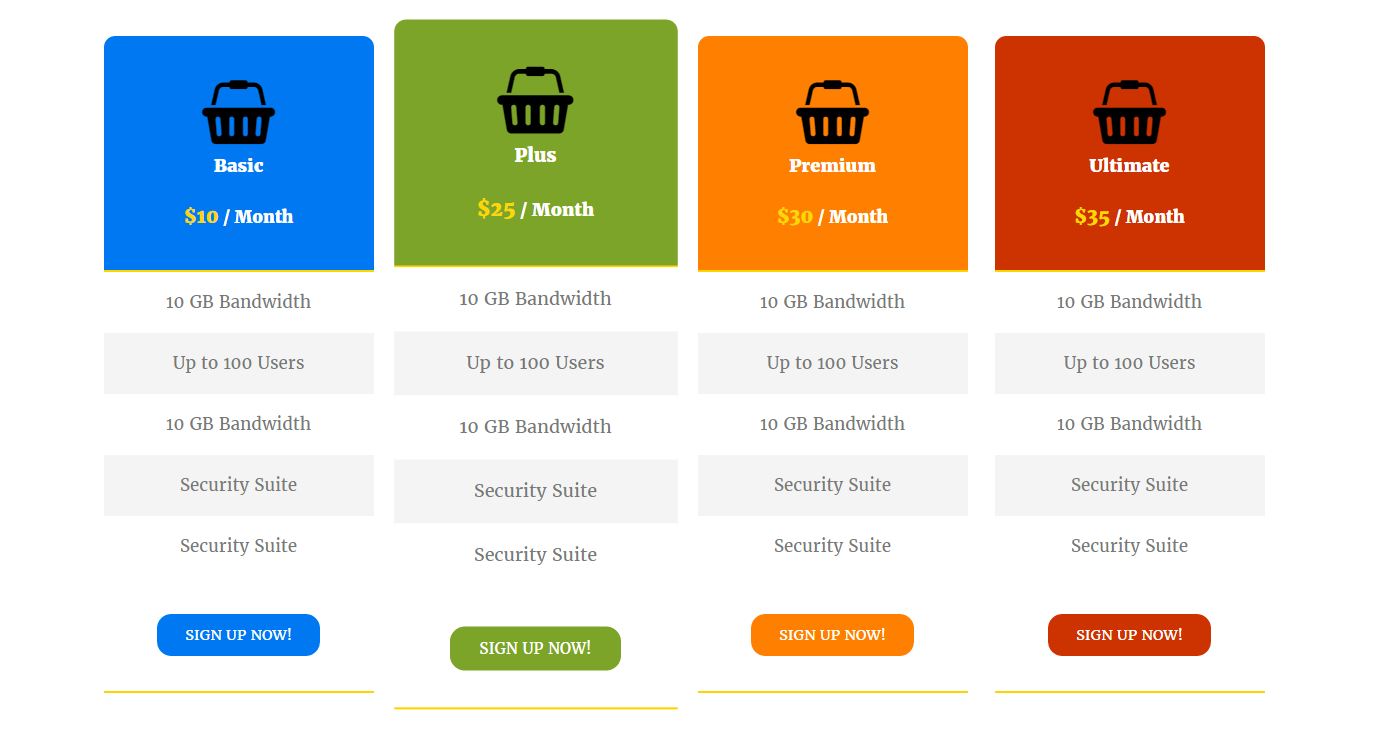 Basic
$10 / Month
10 GB Bandwidth
Up to 100 Users
10 GB Bandwidth
Security Suite
Security Suite
SIGN UP NOW!
Plus
$25 / Month
10 GB Bandwidth
Up to 100 Users
10 GB Bandwidth
Security Suite
Security Suite
SIGN UP NOW!
Premium
$30 / Month
10 GB Bandwidth
Up to 100 Users
10 GB Bandwidth
Security Suite
Security Suite
SIGN UP NOW!
Ultimate
$35 / Month
10 GB Bandwidth
Up to 100 Users
10 GB Bandwidth
Security Suite
Security Suite
SIGN UP NOW!